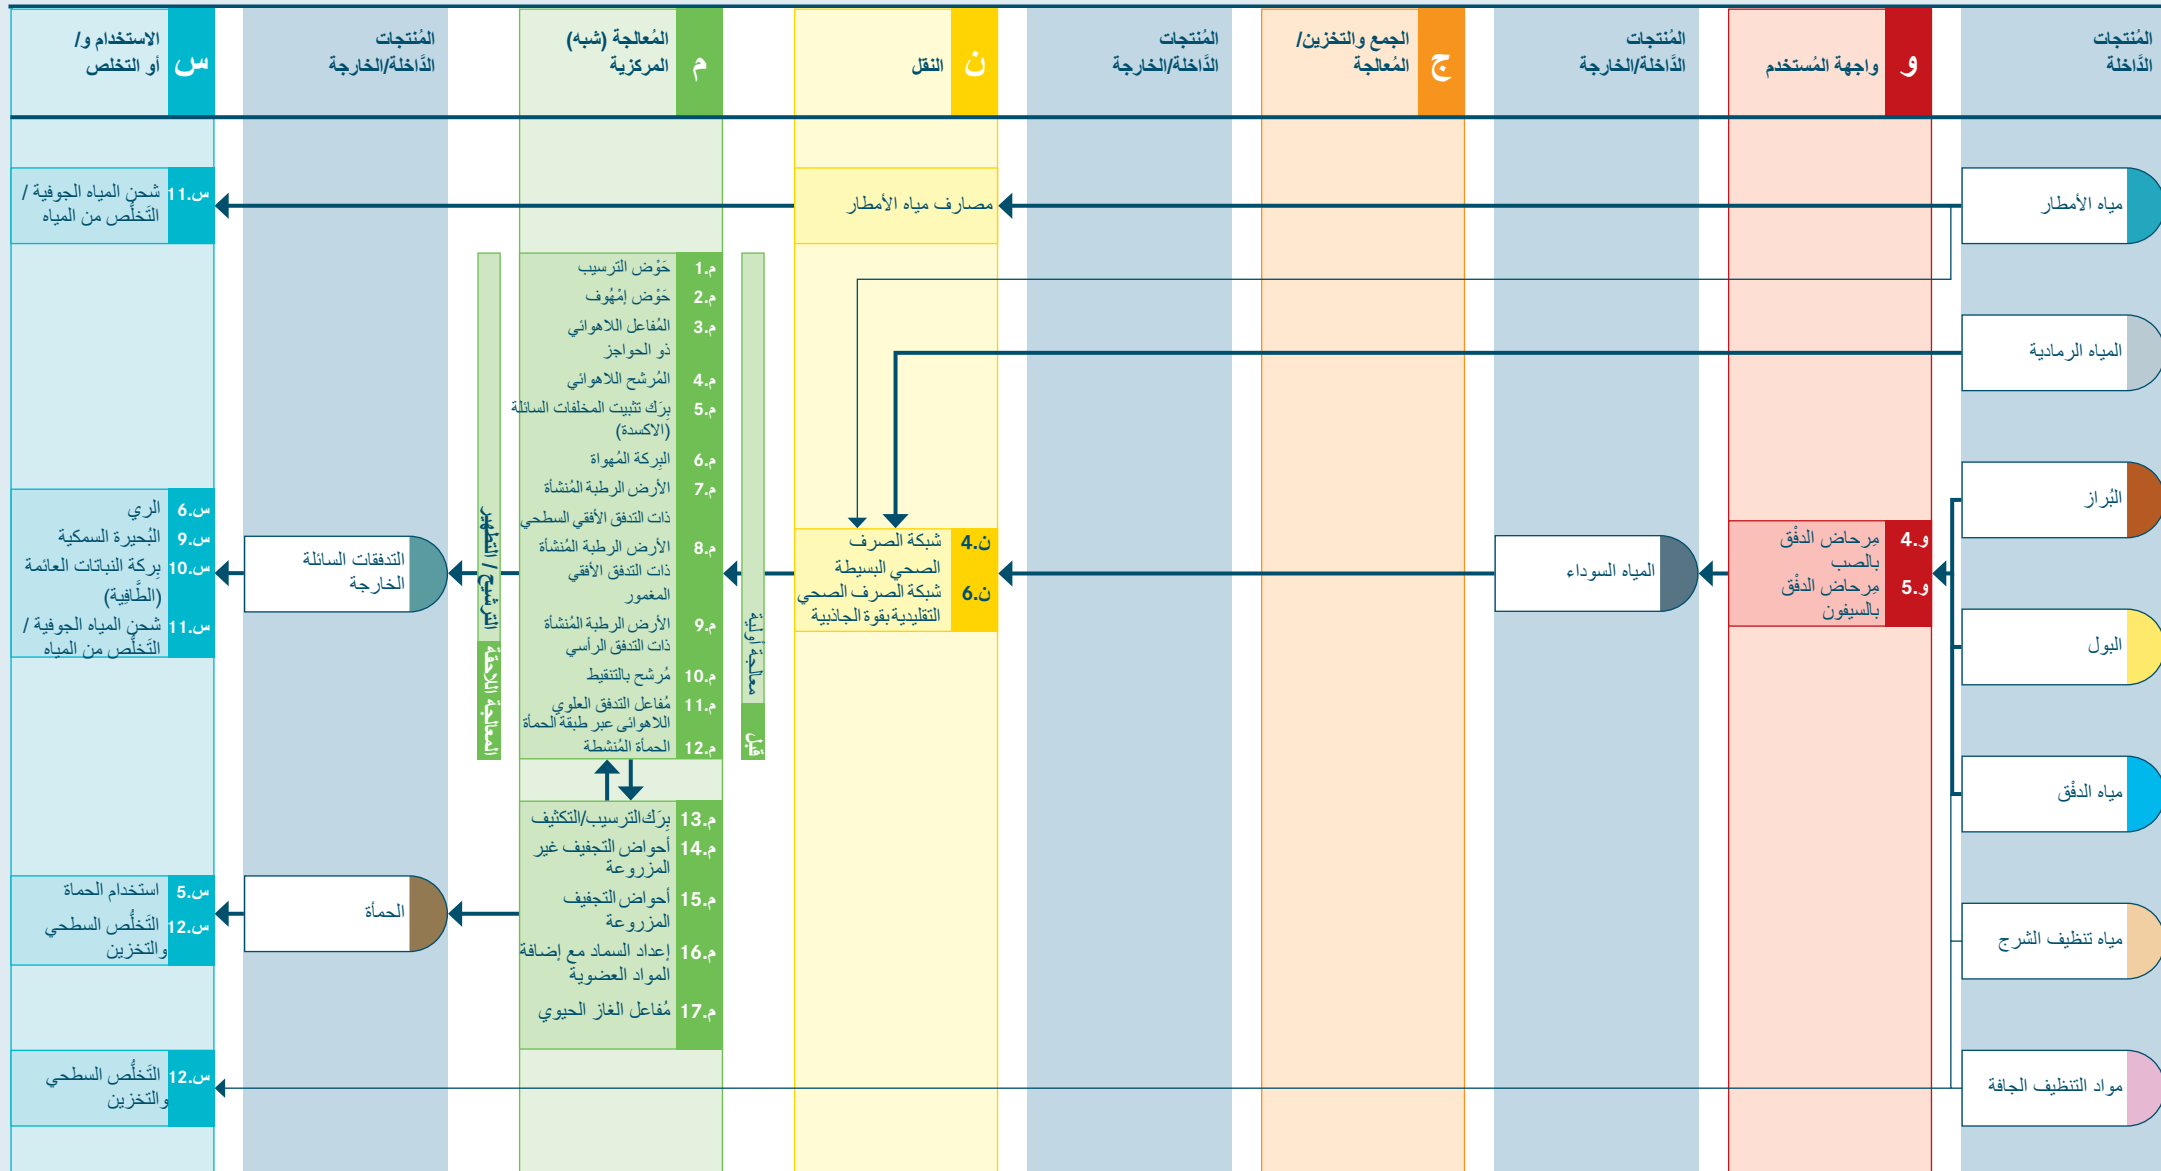 المُنتجات
الدَّاخلة
و
واجهة المُستخدم
المُنتجات
الدَّاخلة/الخارجة
ج
الجمع والتخزين/
المُعالجة
المُنتجات
الدَّاخلة/الخارجة
ن
النقل
م
المُعالجة (شبه)
المركزية
المُنتجات
الدَّاخلة/الخارجة
س
الاستخدام و/
أو التخلص
مياه الأمطار
المياه الرمادية
البُراز
البول
مياه الدفْق
مياه تنظيف الشرج
مواد التنظيف الجافة
و.4 مِرحاض الدفْق
بالصب
و.5 مِرحاض الدفْق
بالسيفون
المياه السوداء
مصارف مياه الأمطار
ن.4 شبكة الصرف
الصحي البسيطة
ن.6 شبكة الصرف الصحي
التقليدية بقوة الجاذبية
قبل
معالجة أولية
م.1 حَوْض الترسيب
م.2 حَوْض إمْهُوف
م.3 المُفاعل اللاهوائي
ذو الحواجز
م.4 المُرشح اللاهوائي
م.5 بِرَك تثبيت المخلفات السائلة
(الاكسدة)
م.6 البِركة المُهواة
م.7 الأرض الرطبة المُنشأة
ذات التدفق الأفقي السطحي
م.8 الأرض الرطبة المُنشأة
ذات التدفق الأفقي
المغمور
م.9 الأرض الرطبة المُنشأة
ذات التدفق الرأسي
م.10 مُرشح بالتنقيط
م.11 مُفاعل التدفق العلوي
اللاهوائى عبر طبقة الحمأة
م.12 الحمأة المُنشطة
م.13 بِرَك الترسيب/التكثيف
م.14 أحواض التجفيف غير
المزروعة
م.15 أحواض التجفيف
المزروعة
م.16 إعداد السماد مع إضافة
المواد العضوية
م.17 مُفاعل الغاز الحيوي
المعالجة اللاحقة
الترشيح / التطهير
التدفقات السائلة
الخارجة
الحمأة
س.11 شحن المياه الجوفية /
التَخلُّص من المياه
س.6 الري
س.9 البُحيرة السمكية
س.10 بِركة النباتات العائمة
(الطَّافِية)
س.11 شحن المياه الجوفية /
التَخلُّص من المياه
س.5 استخدام الحماة
س.12 التَخلُّص السطحي
والتخزين
س.12 التَخلُّص السطحي
والتخزين